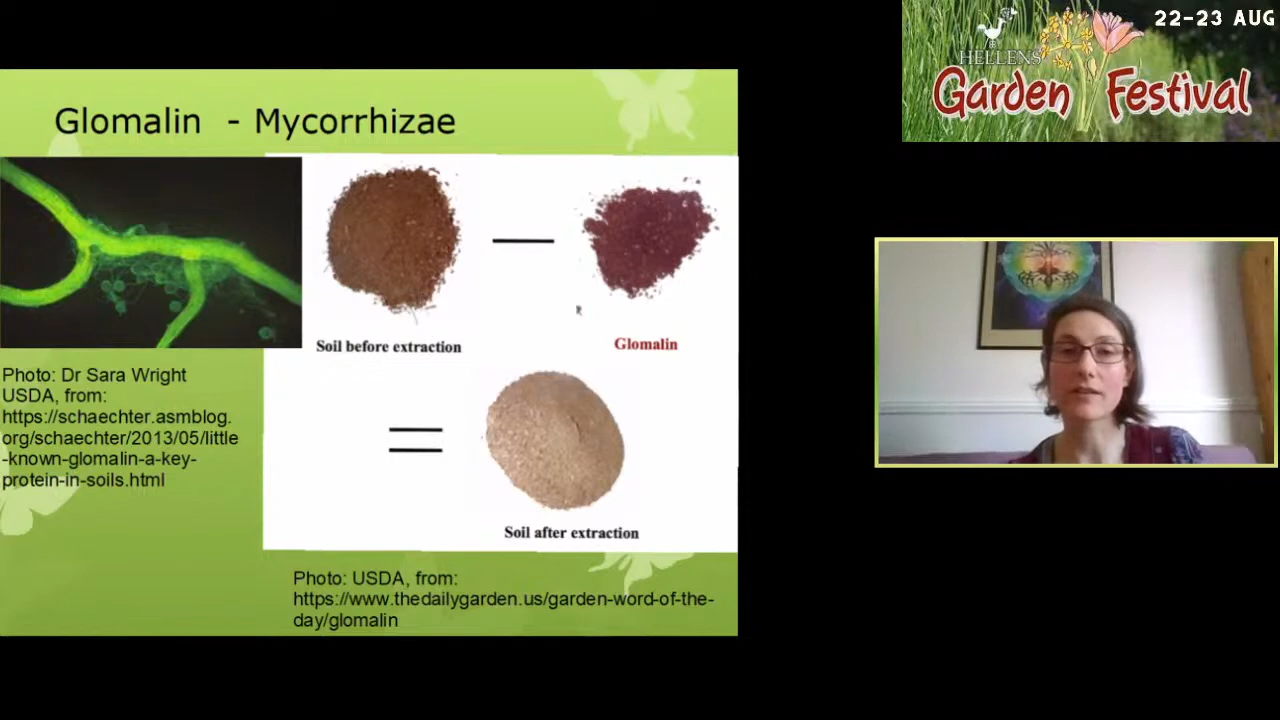 Glomalin - Mycorrhizae
Soil before extraction
Glomalin
Soil after extraction
Photo: Dr Sara Wright
USDA, from:
https://schaechter.asmblog.
org/schaechter/2013/05/little
-known-glomalin-a-key-
protein-in-soils.html
Photo: USDA, from:
https://www.thedailygarden.us/garden-word-of-the-
day/glomalin
22-23 AUG
HELLENS
Garden Festival